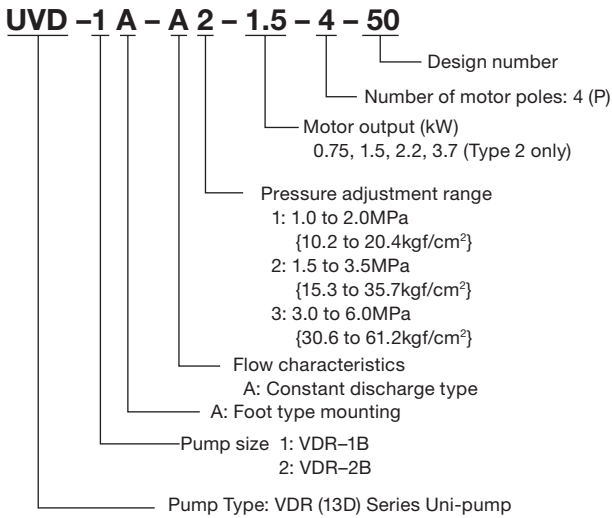 UVD –1 A – A 2 – 1.5 – 4 – 50
Design number
Number of motor poles: 4 (P)
Motor output (kW)
0.75, 1.5, 2.2, 3.7 (Type 2 only)
Pressure adjustment range
1: 1.0 to 2.0MPa
{10.2 to 20.4kgf/cm²}
2: 1.5 to 3.5MPa
{15.3 to 35.7kgf/cm²}
3: 3.0 to 6.0MPa
{30.6 to 61.2kgf/cm²}
Flow characteristics
A: Constant discharge type
A: Foot type mounting
Pump size 1: VDR–1B
2: VDR–2B
Pump Type: VDR (13D) Series Uni-pump